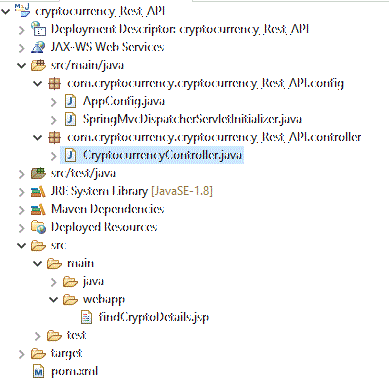 cryptocurrency_Rest_API
Deployment Descriptor: cryptocurrency_Rest_API
JAX-WS Web Services
src/main/java
com.cryptocurrency.cryptocurrency_Rest_API.config
AppConfig.java
SpringMvcDispatcherServletInitializer.java
com.cryptocurrency.cryptocurrency_Rest_API.controller
CryptocurrencyController.java
src/test/java
JRE System Library [JavaSE-1.8]
Maven Dependencies
Deployed Resources
src
main
java
webapp
findCryptoDetails.jsp
test
target
pom.xml